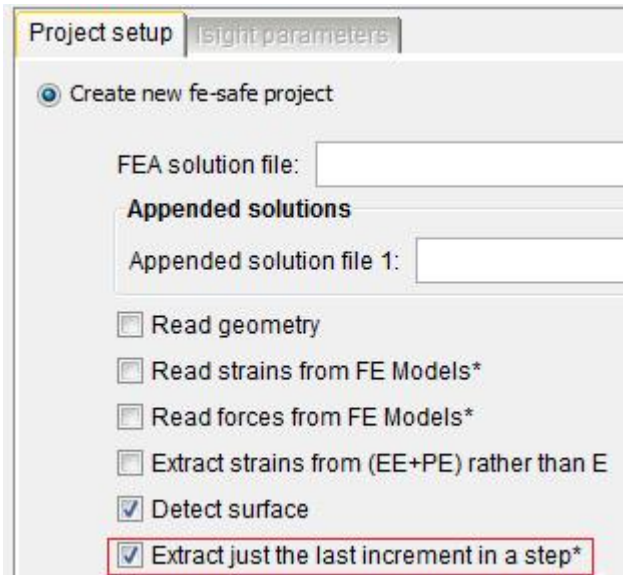 Project setup Isight parameters
Create new fe-safe project
FEA solution file:
Appended solutions
Appended solution file 1:
Read geometry
Read strains from FE Models*
Read forces from FE Models*
Extract strains from (EE+PE) rather than E
Detect surface
Extract just the last increment in a step*